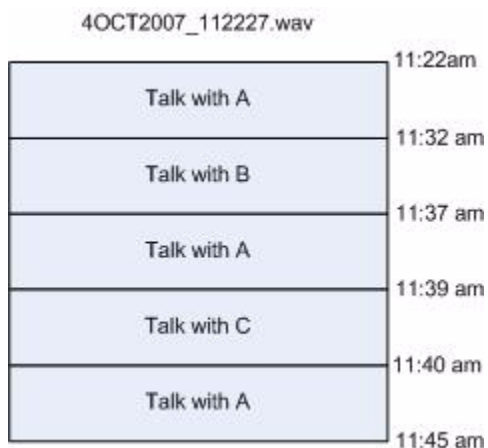 4OCT2007_112227.wav
11:22am
Talk with A
11:32 am
Talk with B
11:37 am
Talk with A
11:39 am
Talk with C
11:40 am
Talk with A
11:45 am